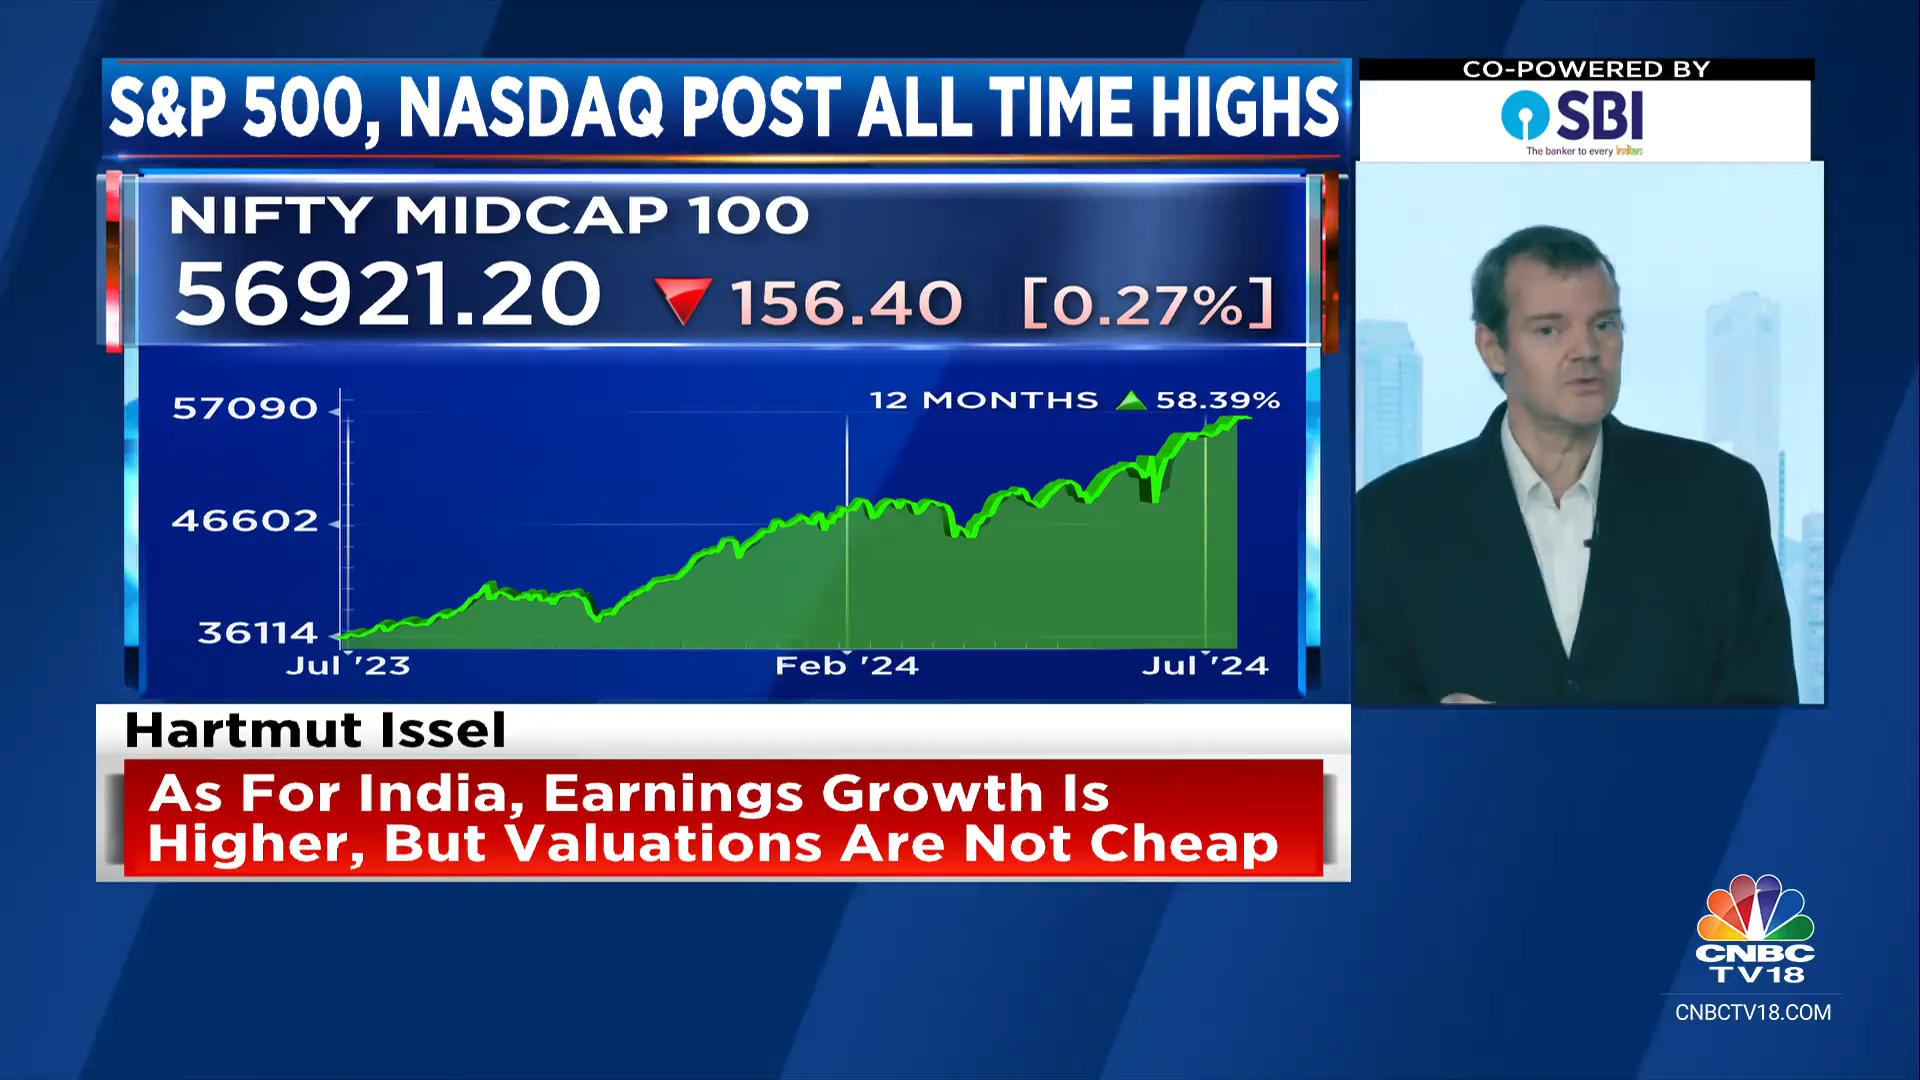 S&P 500, NASDAQ POST ALL TIME HIGHS
CO-POWERED BY
SBI
The banker to every indian
NIFTY MIDCAP 100
56921.20 ▼ 156.40 [0.27%]
12 MONTHS ▲ 58.39%
57090
46602
36114
Jul '23 Feb '24 Jul '24
Hartmut Issel
As For India, Earnings Growth Is
Higher, But Valuations Are Not Cheap
CNBC
TV18
CNBCTV18.COM